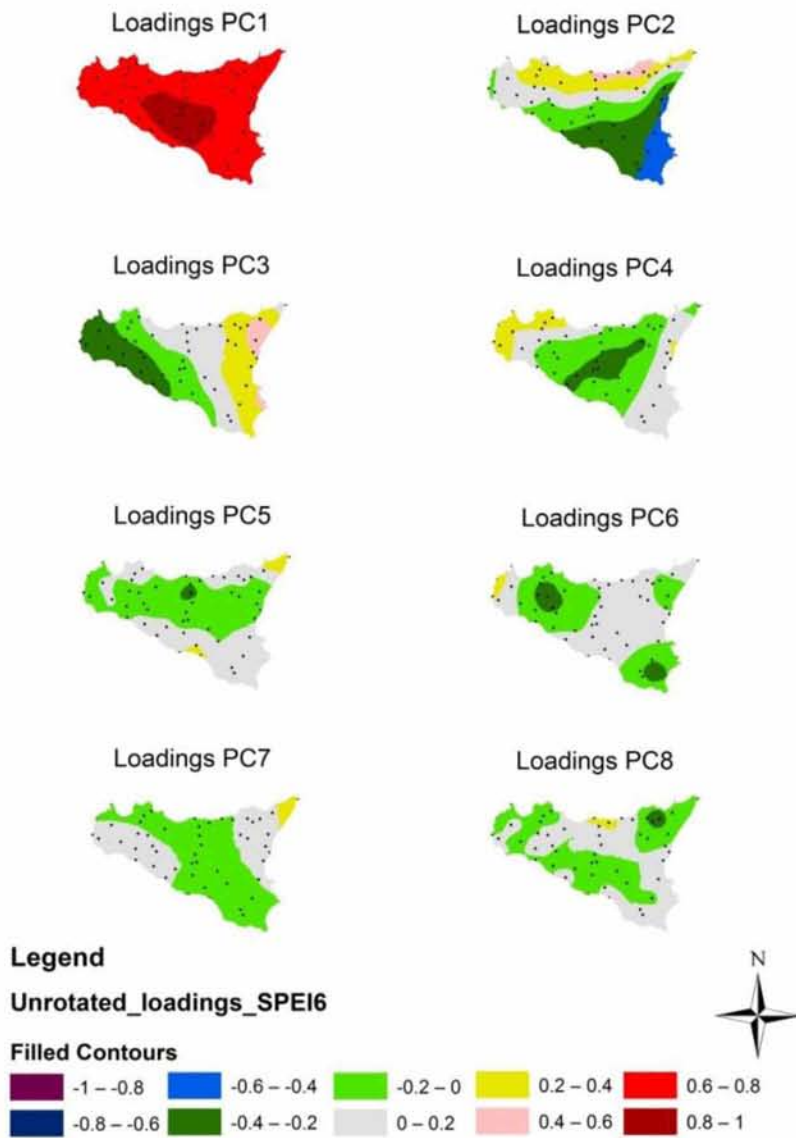 Loadings PC1
Loadings PC2
Loadings PC3
Loadings PC4
Loadings PC5
Loadings PC6
Loadings PC7
Loadings PC8
Legend
N
Unrotated_loadings_SPEI6
Filled Contours
-1 – -0.8
-0.6 – -0.4
-0.2 – 0
0.2 – 0.4
0.6 – 0.8
-0.8 – -0.6
-0.4 – -0.2
0 – 0.2
0.4 – 0.6
0.8 – 1